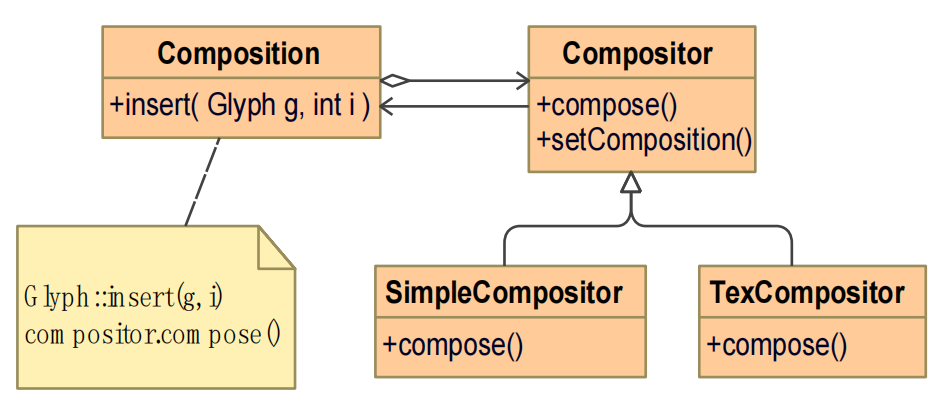 Composition
+insert( Glyph g, int i )
Compositor
+compose()
+setComposition()
Glyph::insert(g, i)
compositor.compose()
SimpleCompositor
+compose()
TexCompositor
+compose()